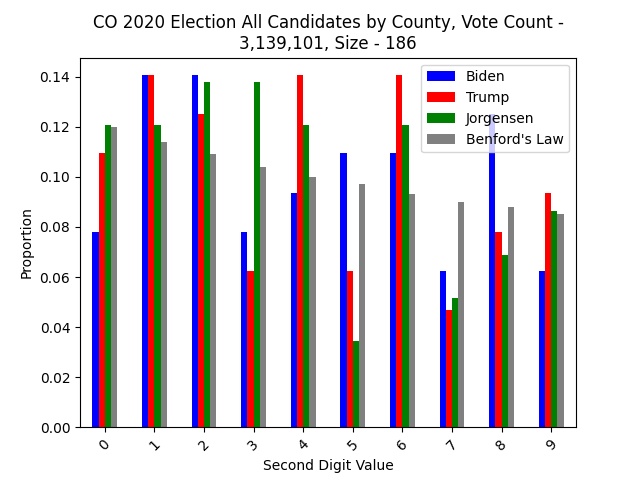 CO 2020 Election All Candidates by County, Vote Count -
3,139,101, Size - 186
Biden
Trump
Jorgensen
Benford's Law
0.14
0.12
0.10
0.08
0.06
0.04
0.02
0.00
Proportion
0 1 2 3 4 5 6 7 8 9
Second Digit Value